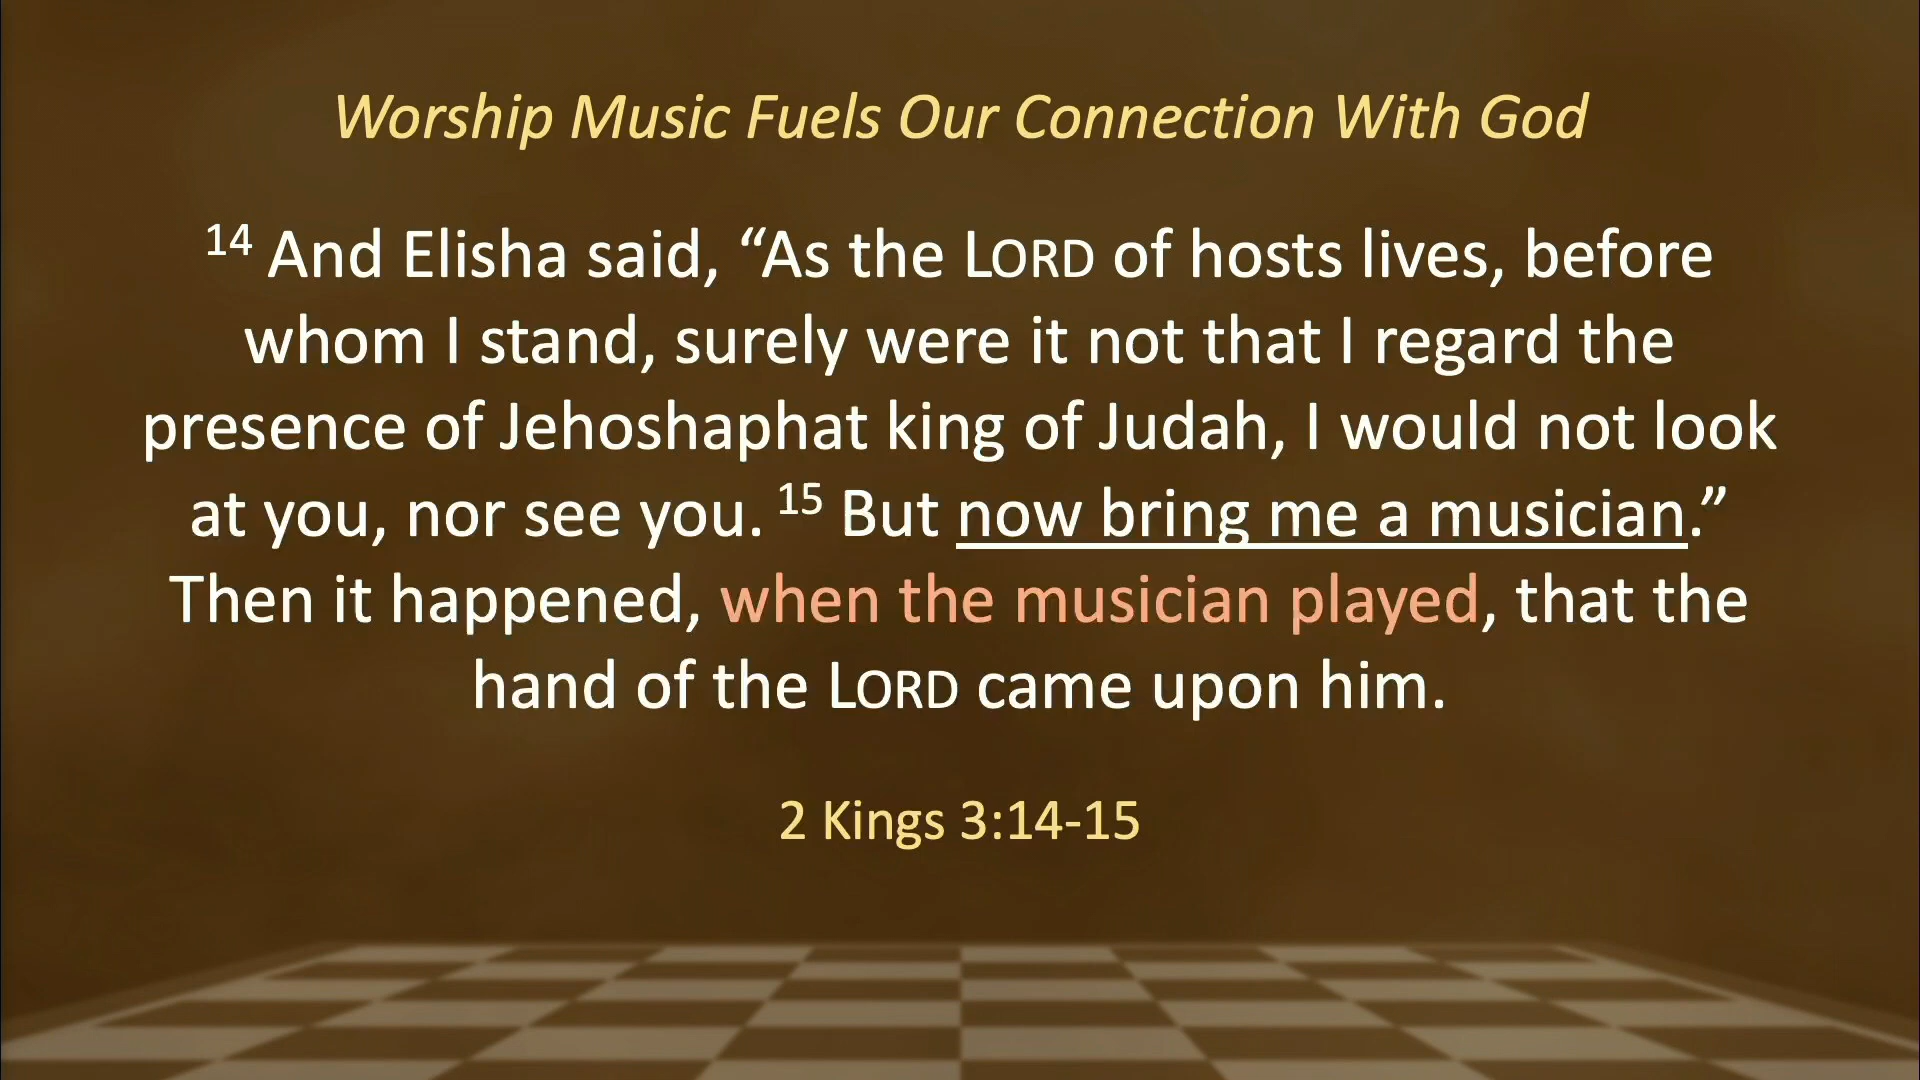 Worship Music Fuels Our Connection With God
14 And Elisha said, “As the LORD of hosts lives, before
whom I stand, surely were it not that I regard the
presence of Jehoshaphat king of Judah, I would not look
at you, nor see you. 15 But now bring me a musician.”
Then it happened, when the musician played, that the
hand of the LORD came upon him.
2 Kings 3:14-15